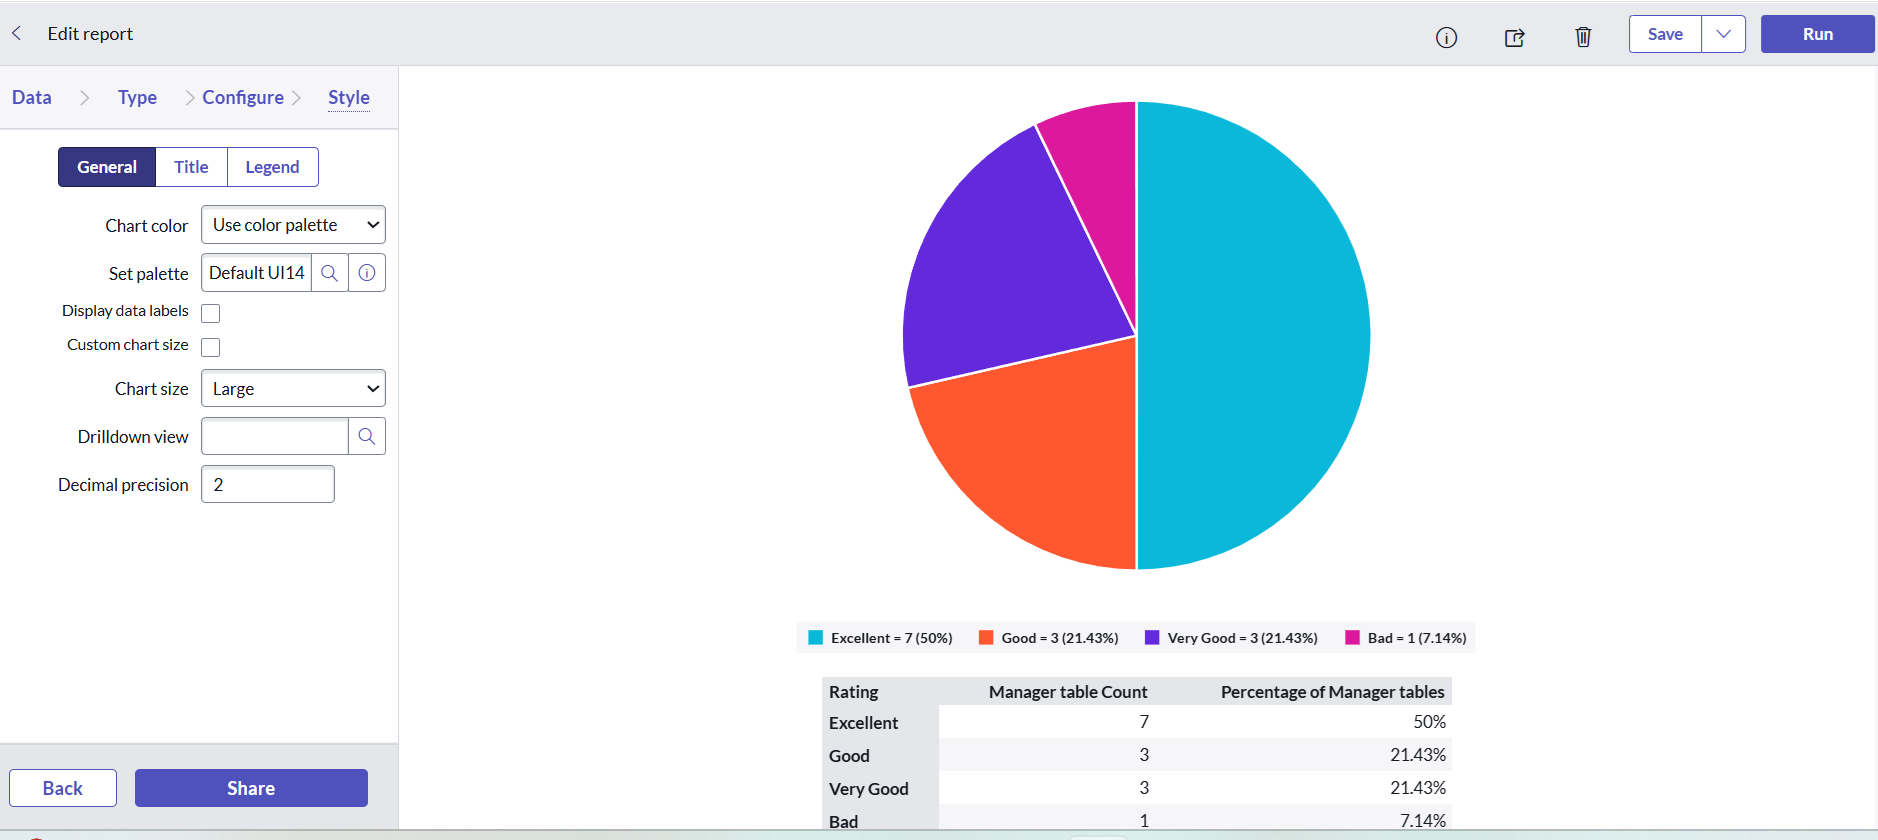 Edit report
Save
Run
Data
Type
Configure
Style
General
Title
Legend
Chart color
Use color palette
Set palette
Default UI14
Display data labels
Custom chart size
Chart size
Large
Drilldown view
Decimal precision
2
Back
Share
Excellent = 7 (50%)
Good = 3 (21.43%)
Very Good = 3 (21.43%)
Bad = 1 (7.14%)
Rating Manager table Count Percentage of Manager tables
Excellent 7 50%
Good 3 21.43%
Very Good 3 21.43%
Bad 1 7.14%